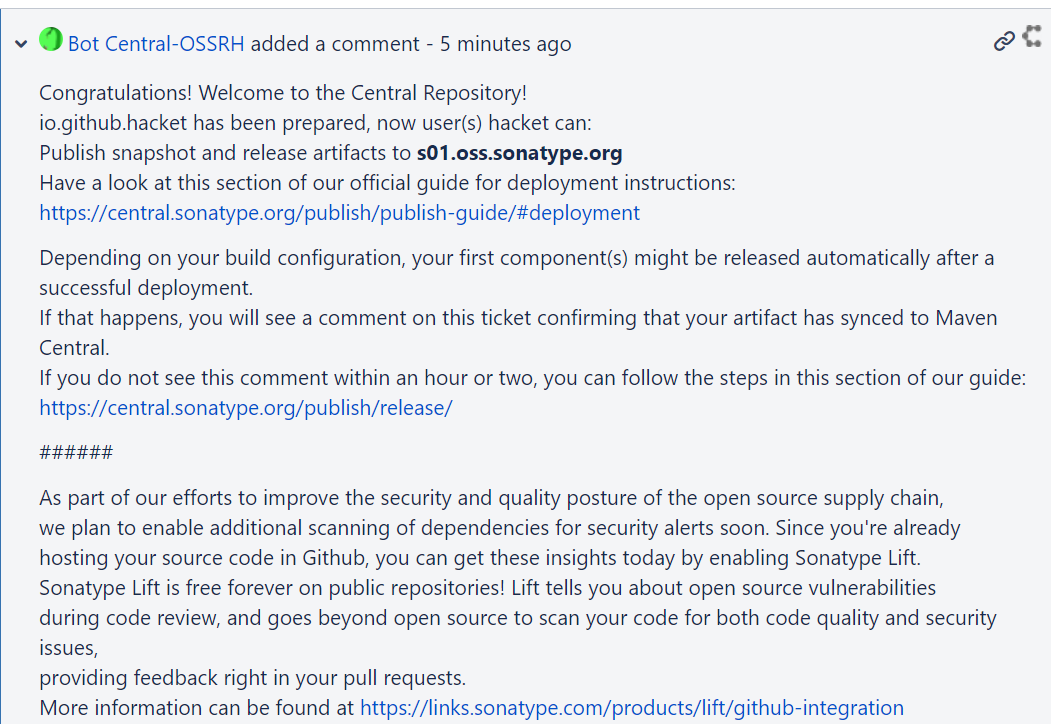 Bot Central-OSSRH added a comment - 5 minutes ago
Congratulations! Welcome to the Central Repository!
io.github.hacket has been prepared, now user(s) hacket can:
Publish snapshot and release artifacts to s01.oss.sonatype.org
Have a look at this section of our official guide for deployment instructions:
https://central.sonatype.org/publish/publish-guide/#deployment
Depending on your build configuration, your first component(s) might be released automatically after a
successful deployment.
If that happens, you will see a comment on this ticket confirming that your artifact has synced to Maven
Central.
If you do not see this comment within an hour or two, you can follow the steps in this section of our guide:
https://central.sonatype.org/publish/release/
######
As part of our efforts to improve the security and quality posture of the open source supply chain,
we plan to enable additional scanning of dependencies for security alerts soon. Since you're already
hosting your source code in Github, you can get these insights today by enabling Sonatype Lift.
Sonatype Lift is free forever on public repositories! Lift tells you about open source vulnerabilities
during code review, and goes beyond open source to scan your code for both code quality and security
issues,
providing feedback right in your pull requests.
More information can be found at https://links.sonatype.com/products/lift/github-integration